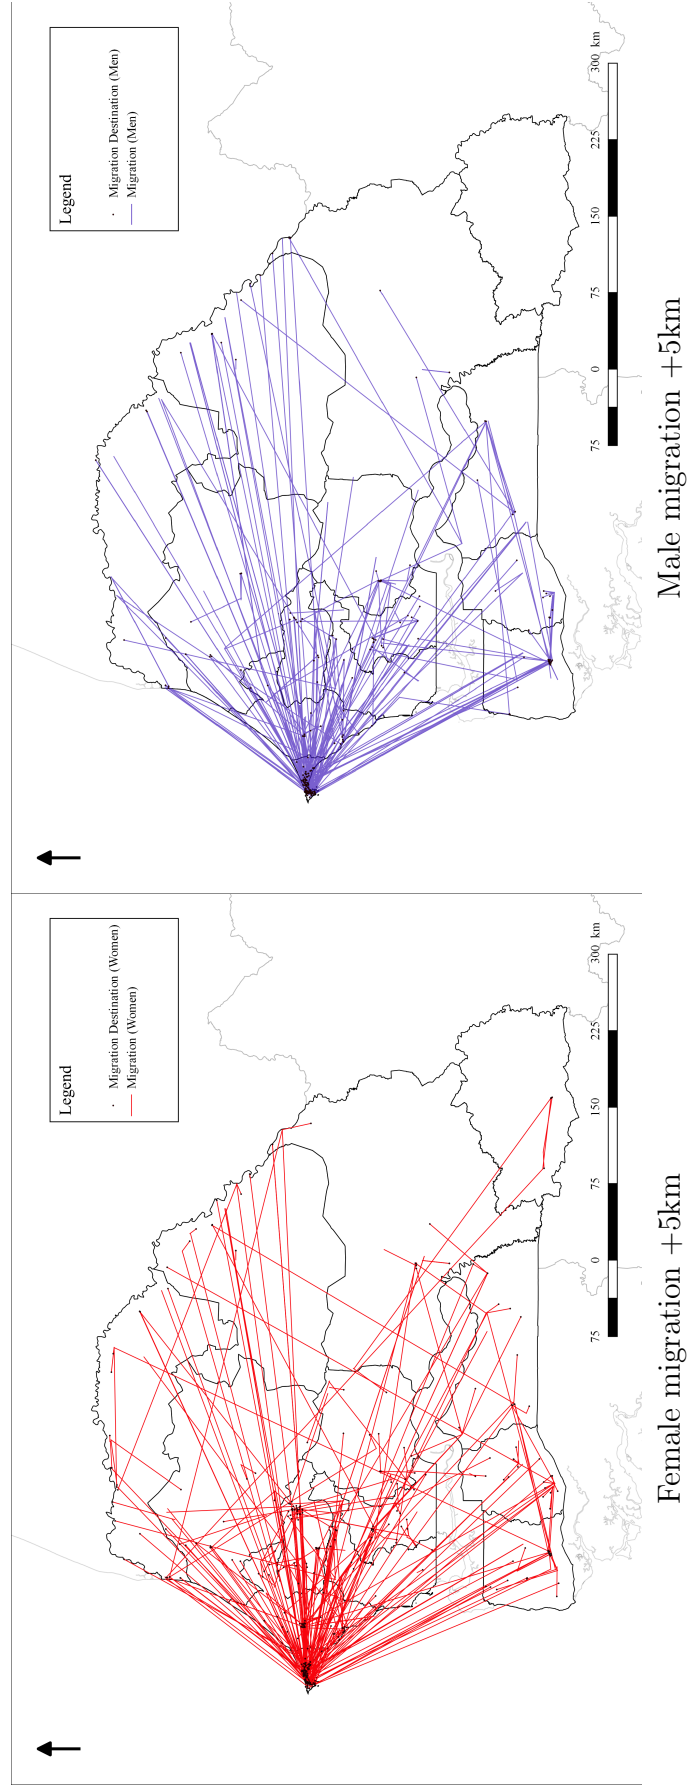 Legend
Migration Destination (Women)
Migration (Women)
75 0 75 150 225 300 km
Female migration +5km
Legend
Migration Destination (Men)
Migration (Men)
75 0 75 150 225 300 km
Male migration +5km